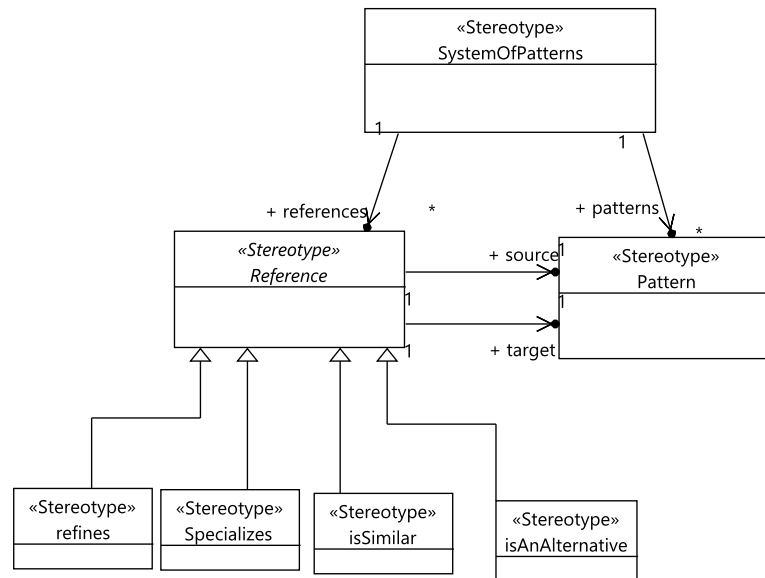 «Stereotype»
SystemOfPatterns
1
1
+ references
*
+ patterns
*
«Stereotype»
Reference
+ source
1
«Stereotype»
Pattern
1
1
+ target
1
«Stereotype»
refines
«Stereotype»
Specializes
«Stereotype»
isSimilar
«Stereotype»
isAnAlternative